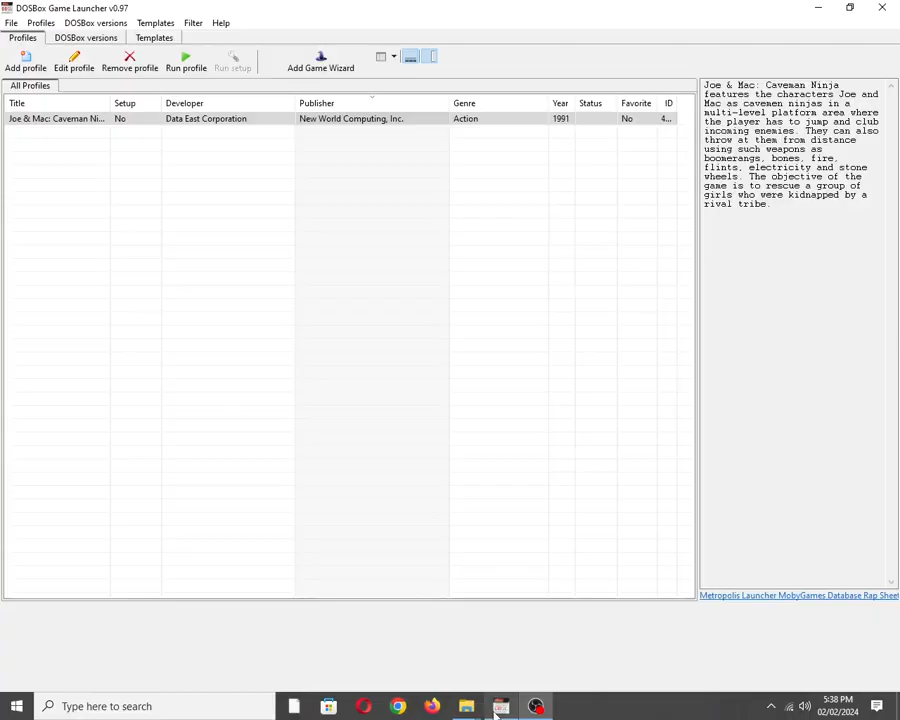 DOSBox Game Launcher v0.97
File Profiles DOSBox versions Templates Filter Help
Profiles DOSBox versions Templates
Add profile Edit profile Remove profile Run profile Run setup Add Game Wizard
All Profiles
Title Setup Developer Publisher Genre Year Status Favorite ID
Joe & Mac: Caveman Ni... No Data East Corporation New World Computing, Inc. Action 1991 No 4...
Joe & Mac: Caveman Ninja
features the characters Joe and
Mac as cavemen ninjas in a
multi-level platform area where
the player has to jump and club
incoming enemies. They can also
throw at them from distance
using such weapons as
boomerangs, bones, fire,
flints, electricity and stone
wheels. The objective of the
game is to rescue a group of
girls who were kidnapped by a
rival tribe.
Metropolis Launcher MobyGames Database Rap Sheet
Type here to search
5:38 PM
02/02/2024